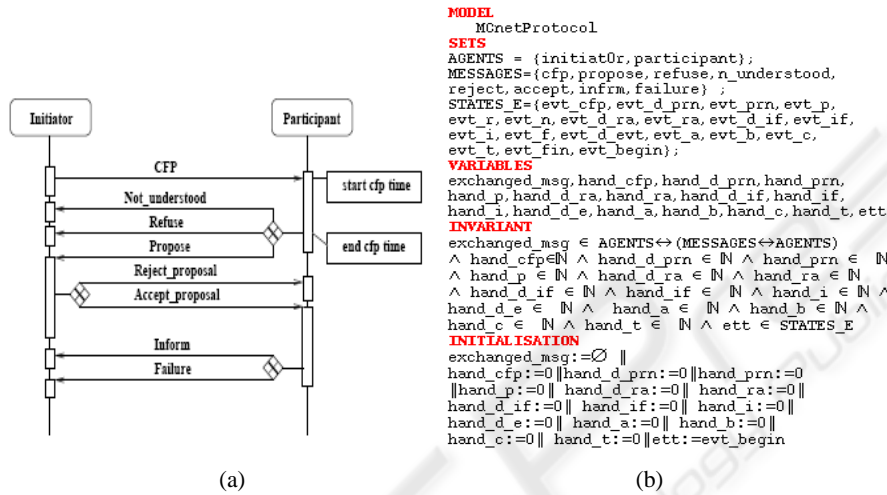 Initiator
Participant
CFP
start cfp time
Not_understood
Refuse
end cfp time
Propose
Reject_proposal
Accept_proposal
Inform
Failure
(a)
MODEL
MCnetProtocol
SETS
AGENTS = {initiatOr,participant};
MESSAGES={cfp,propose,refuse,n_understood,
reject,accept,infrm,failure} ;
STATES_E={evt_cfp,evt_d_prn,evt_prn,evt_p,
evt_r,evt_n,evt_d_ra,evt_ra,evt_d_if,evt_if,
evt_i,evt_f,evt_d_evt,evt_a,evt_b,evt_c,
evt_t,evt_fin,evt_begin};
VARIABLES
exchanged_msg,hand_cfp,hand_d_prn,hand_prn,
hand_p,hand_d_ra,hand_ra,hand_d_if,hand_if,
hand_i,hand_d_e,hand_a,hand_b,hand_c,hand_t,ett
INVARIANT
exchanged_msg ∈ AGENTS↔(MESSAGES↔AGENTS)
∧ hand_cfp∈ℕ ∧ hand_d_prn ∈ ℕ ∧ hand_prn ∈ ℕ
∧ hand_p ∈ ℕ ∧ hand_d_ra ∈ ℕ ∧ hand_ra ∈ ℕ
∧ hand_d_if ∈ ℕ ∧ hand_if ∈ ℕ ∧ hand_i ∈ ℕ ∧
hand_d_e ∈ ℕ ∧ hand_a ∈ ℕ ∧ hand_b ∈ ℕ ∧
hand_c ∈ ℕ ∧ hand_t ∈ ℕ ∧ ett ∈ STATES_E
INITIALISATION
exchanged_msg:=∅ ‖
hand_cfp:=0‖hand_d_prn:=0‖hand_prn:=0
‖hand_p:=0‖ hand_d_ra:=0‖ hand_ra:=0‖
hand_d_if:=0‖ hand_if:=0‖ hand_i:=0‖
hand_d_e:=0‖ hand_a:=0‖ hand_b:=0‖
hand_c:=0‖ hand_t:=0‖ett:=evt_begin
(b)